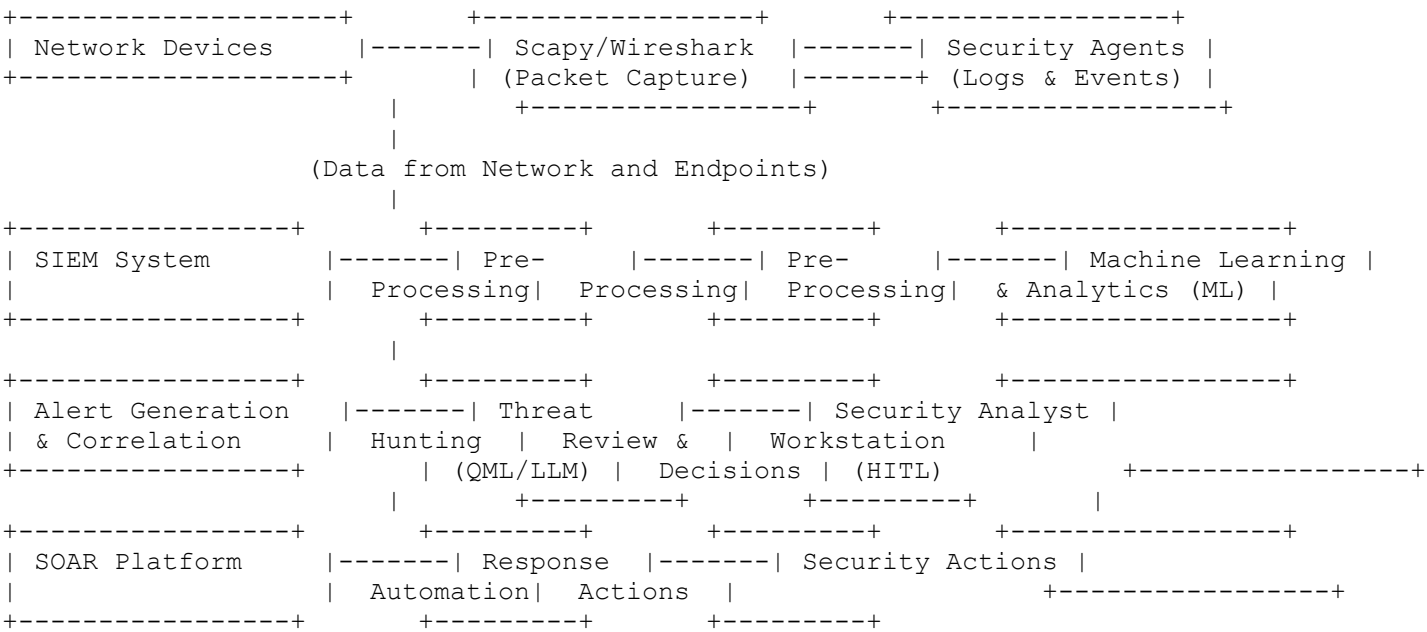 +--------------------+ +-----------------+ +-----------------+
| Network Devices |-------| Scapy/Wireshark |-------| Security Agents |
+--------------------+ | (Packet Capture) |-------+ (Logs & Events) |
| +-----------------+ +-----------------+
|
(Data from Network and Endpoints)
|
+-----------------+ +---------+ +---------+ +-----------------+
| SIEM System |-------| Pre- |-------| Pre- |-------| Machine Learning |
| | Processing| Processing| Processing| & Analytics (ML) |
+-----------------+ +---------+ +---------+ +-----------------+
|
+-----------------+ +---------+ +---------+ +-----------------+
| Alert Generation |-------| Threat |-------| Security Analyst |
| & Correlation | Hunting | Review & | Workstation |
+-----------------+ | (QML/LLM) | Decisions | (HITL) +-----------------+
| +---------+ +---------+ |
+-----------------+ +---------+ +---------+ +-----------------+
| SOAR Platform |-------| Response |-------| Security Actions |
| | Automation| Actions | +-----------------+
+-----------------+ +---------+ +---------+